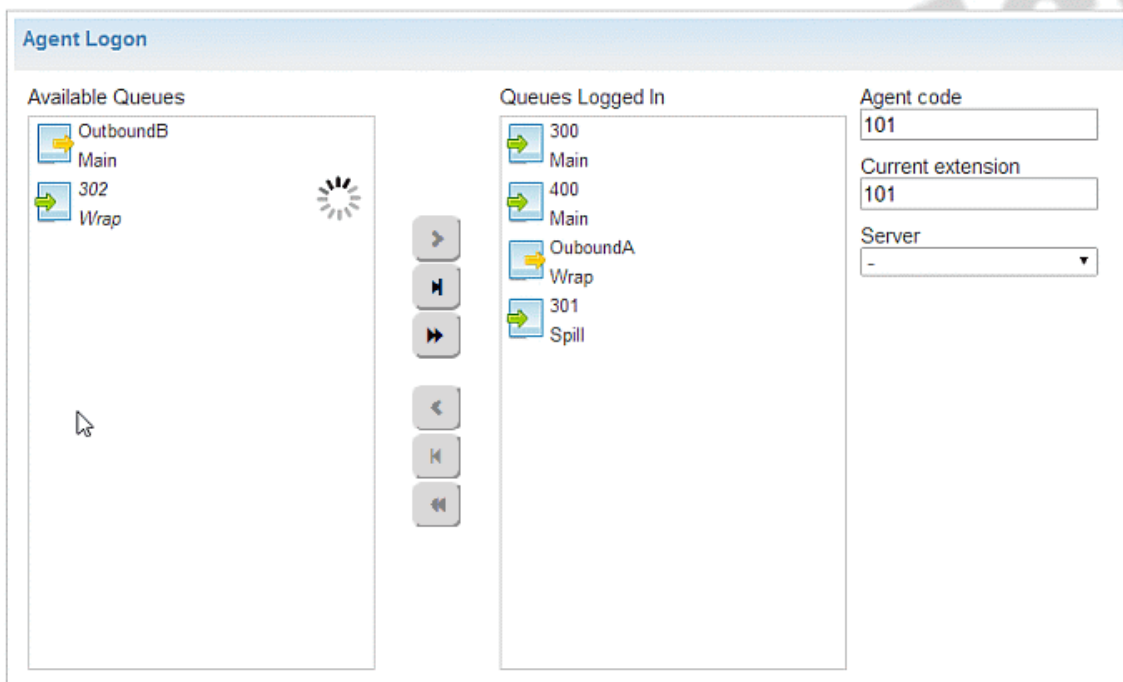 Agent Logon
Available Queues
OutboundB
Main
302
Wrap
Queues Logged In
300
Main
400
Main
OuboundA
Wrap
301
Spill
Agent code
101
Current extension
101
Server
-